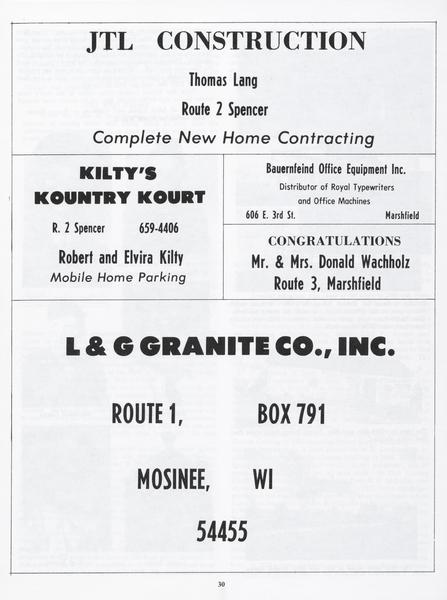 JTL CONSTRUCTION
Thomas Lang
Route 2 Spencer
Complete New Home Contracting
KILTY'S
KOUNTRY KOURT
R. 2 Spencer 659-4406
Robert and Elvira Kilty
Mobile Home Parking
Bauernfeind Office Equipment Inc.
Distributor of Royal Typewriters
and Office Machines
606 E. 3rd St. Marshfield
CONGRATULATIONS
Mr. & Mrs. Donald Wachholz
Route 3, Marshfield
L & G GRANITE CO., INC.
ROUTE 1, BOX 791
MOSINEE, WI
54455
30